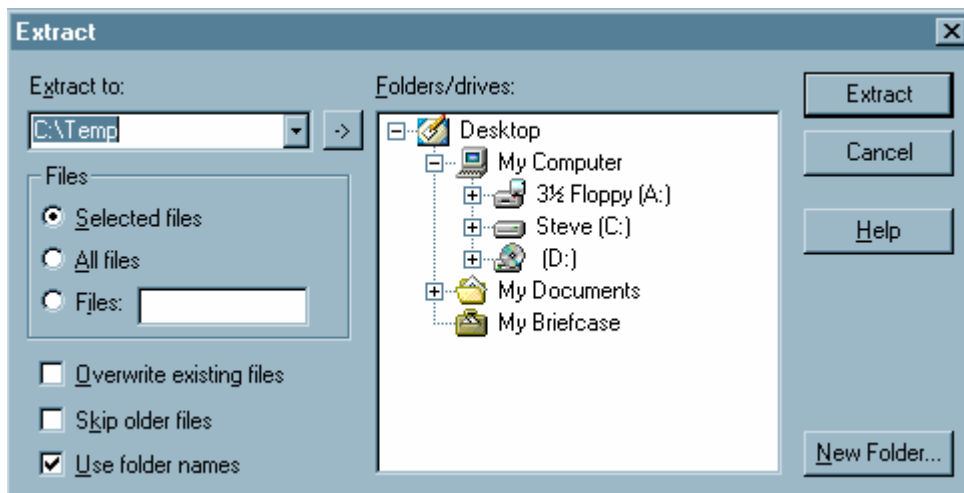 Extract
Extract to:
C:\Temp
->
Files
Selected files
All files
Files:
Overwrite existing files
Skip older files
Use folder names
Folders/drives:
Desktop
My Computer
3½ Floppy (A:)
Steve (C:)
(D:)
My Documents
My Briefcase
Extract
Cancel
Help
New Folder...